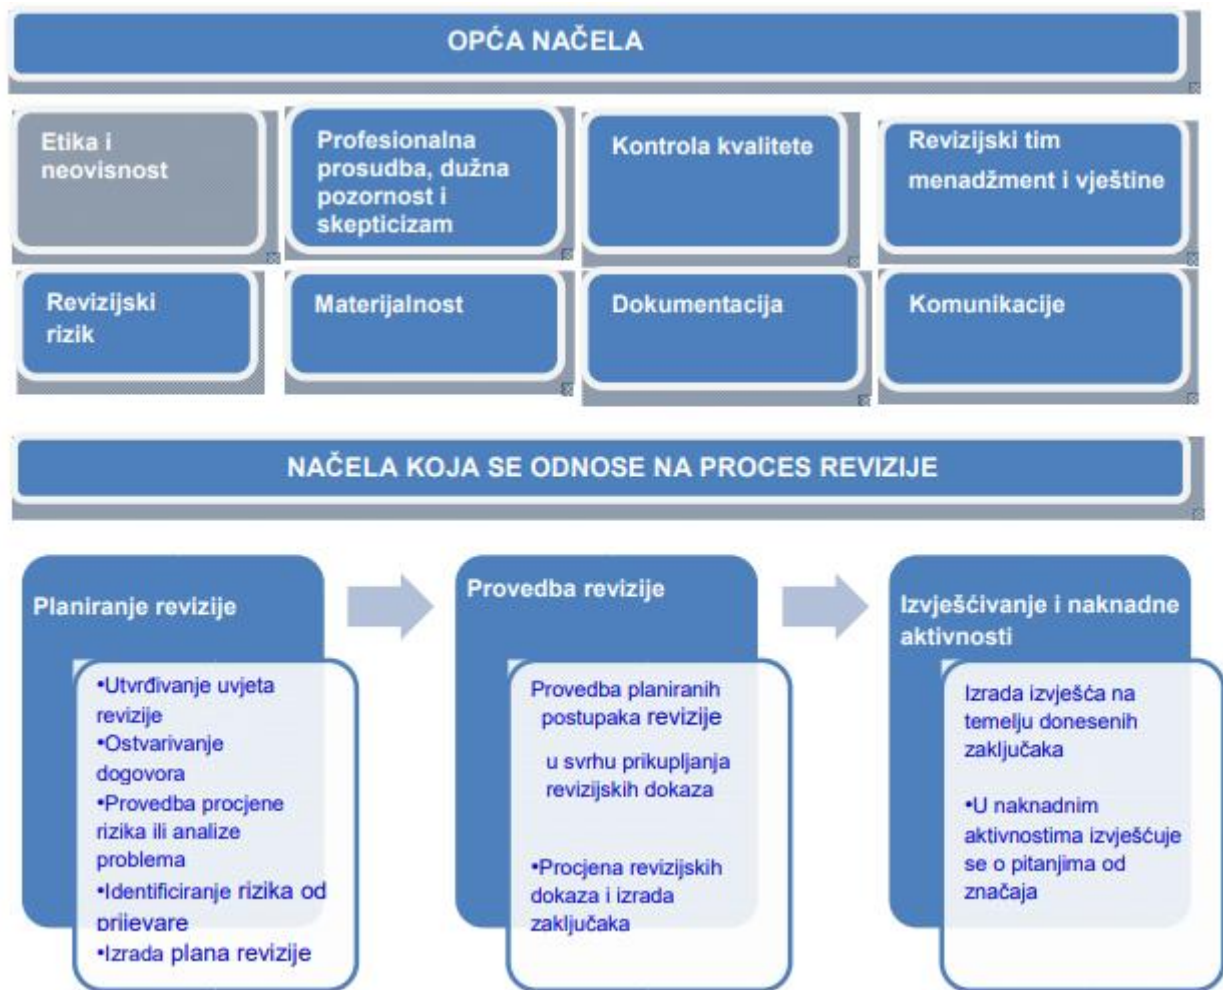 OPĆA NAČELA
Etika i
neovisnost
Profesionalna
prosudba, dužna
pozornost i
skepticizam
Kontrola kvalitete
Revizijski tim
menadžment i vještine
Revizijski
rizik
Materijalnost
Dokumentacija
Komunikacije
NAČELA KOJA SE ODNOSE NA PROCES REVIZIJE
Planiranje revizije
•Utvrđivanje uvjeta
revizije
•Ostvarivanje
dogovora
•Provedba procjene
rizika ili analize
problema
•Identificiranje rizika od
prijevare
•Izrada plana revizije
Provedba revizije
Provedba planiranih
postupaka revizije
u svrhu prikupljanja
revizijskih dokaza
•Procjena revizijskih
dokaza i izrada
zaključaka
Izvješćivanje i naknadne
aktivnosti
Izrada izvješća na
temelju donesenih
zaključaka
•U naknadnim
aktivnostima izvješćuje
se o pitanjima od
značaja